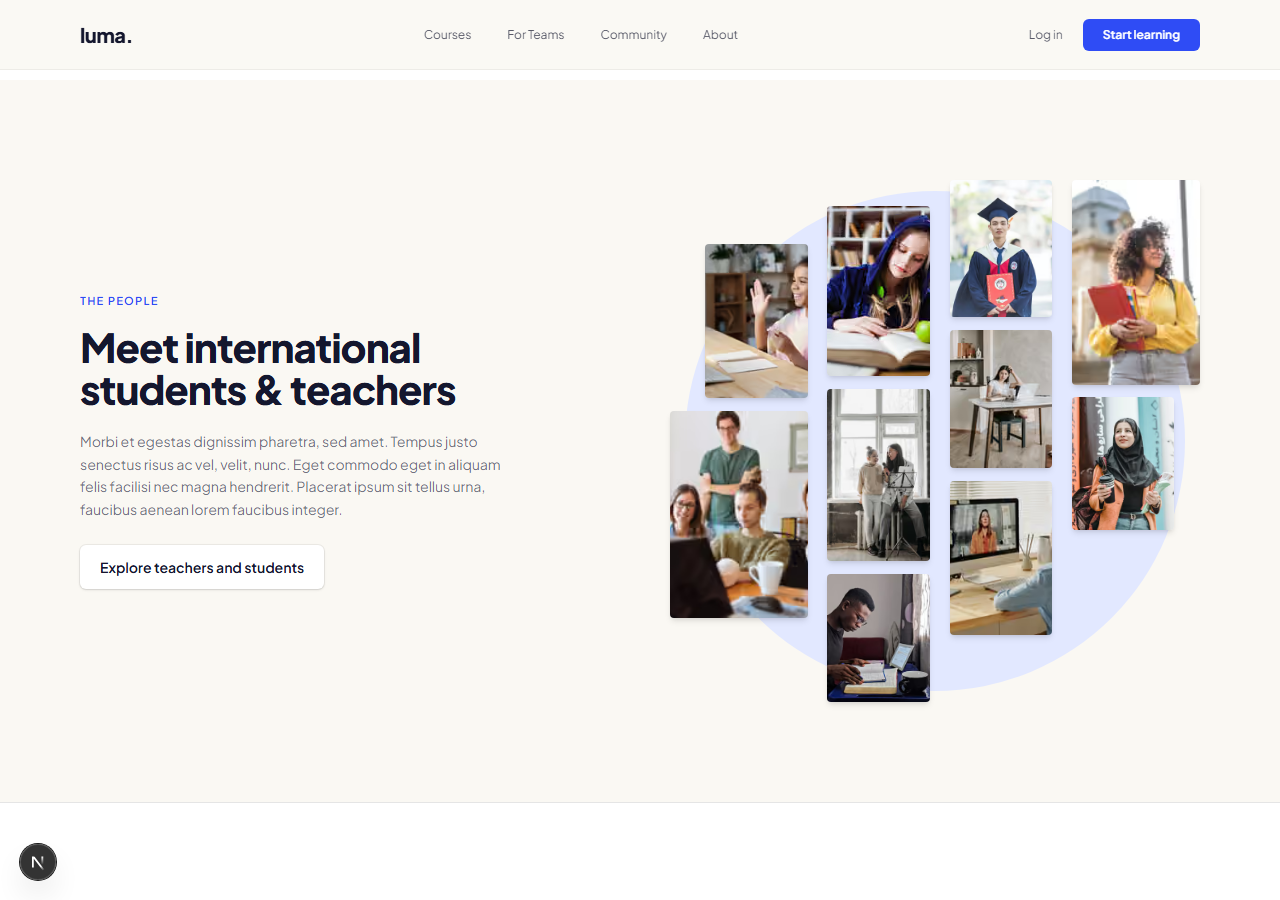 luma.
Courses
For Teams
Community
About
Log in
Start learning
THE PEOPLE
Meet international
students & teachers
Morbi et egestas dignissim pharetra, sed amet. Tempus justo
senectus risus ac vel, velit, nunc. Eget commodo eget in aliquam
felis facilisi nec magna hendrerit. Placerat ipsum sit tellus urna,
faucibus aenean lorem faucibus integer.
Explore teachers and students
N